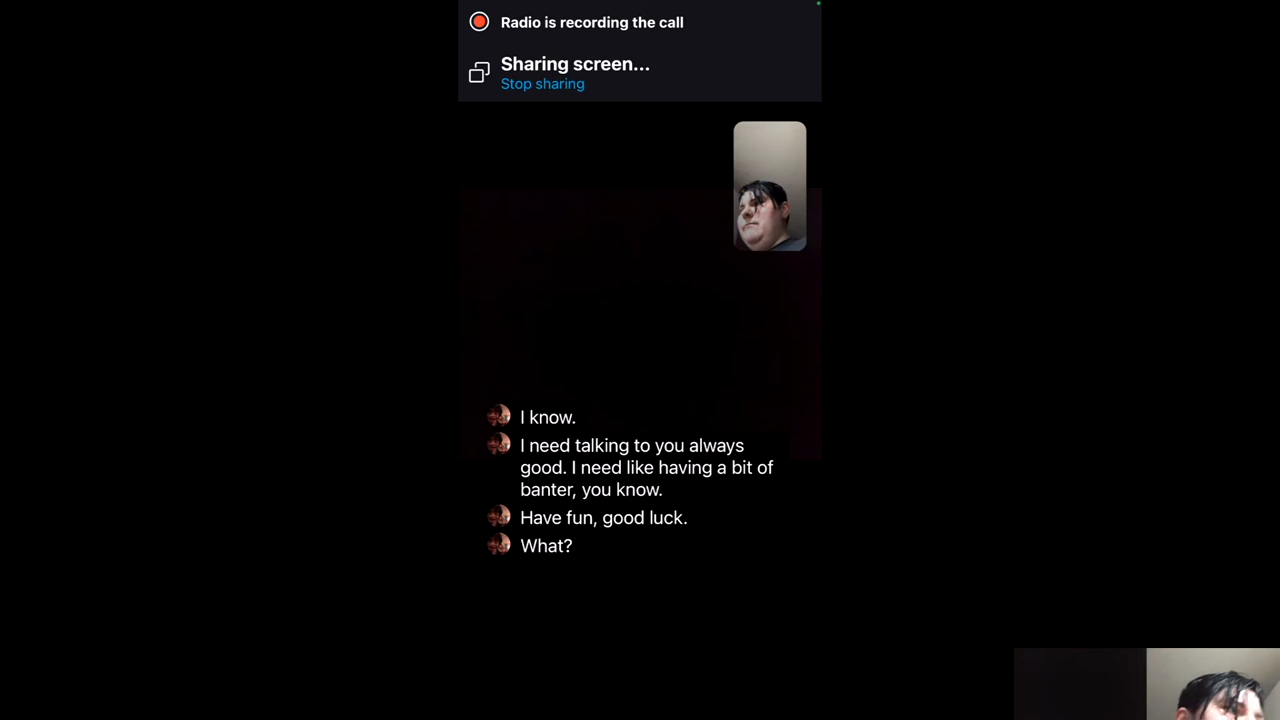 Radio is recording the call
Sharing screen...
Stop sharing
I know.
I need talking to you always
good. I need like having a bit of
banter, you know.
Have fun, good luck.
What?